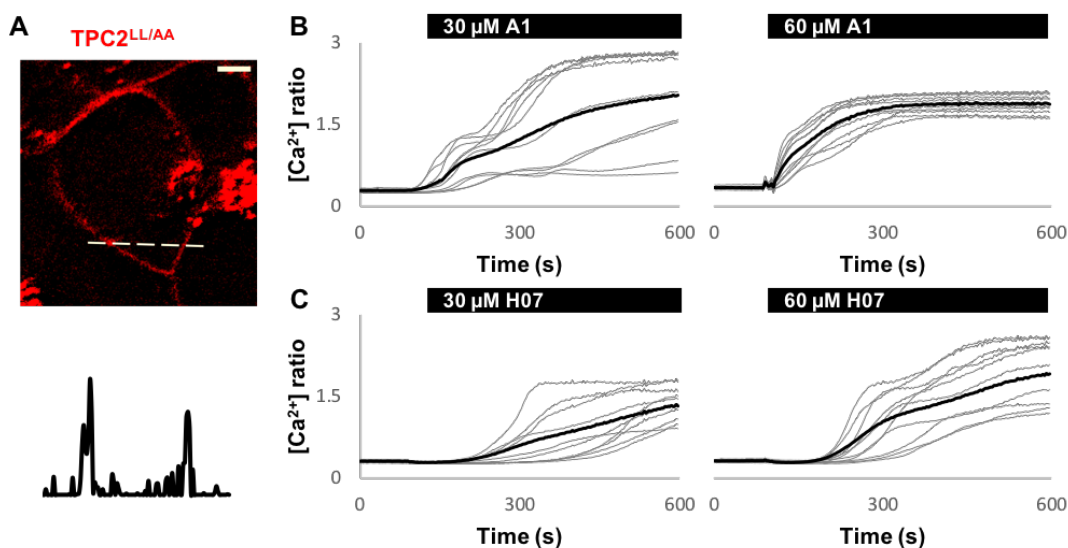 A
TPC2ᴸᴸ/ᴬᴬ
B
30 µM A1
60 µM A1
3
1.5
0
[Ca²⁺] ratio
0 300 600
0 300 600
Time (s)
Time (s)
C
30 µM H07
60 µM H07
3
1.5
0
[Ca²⁺] ratio
0 300 600
0 300 600
Time (s)
Time (s)